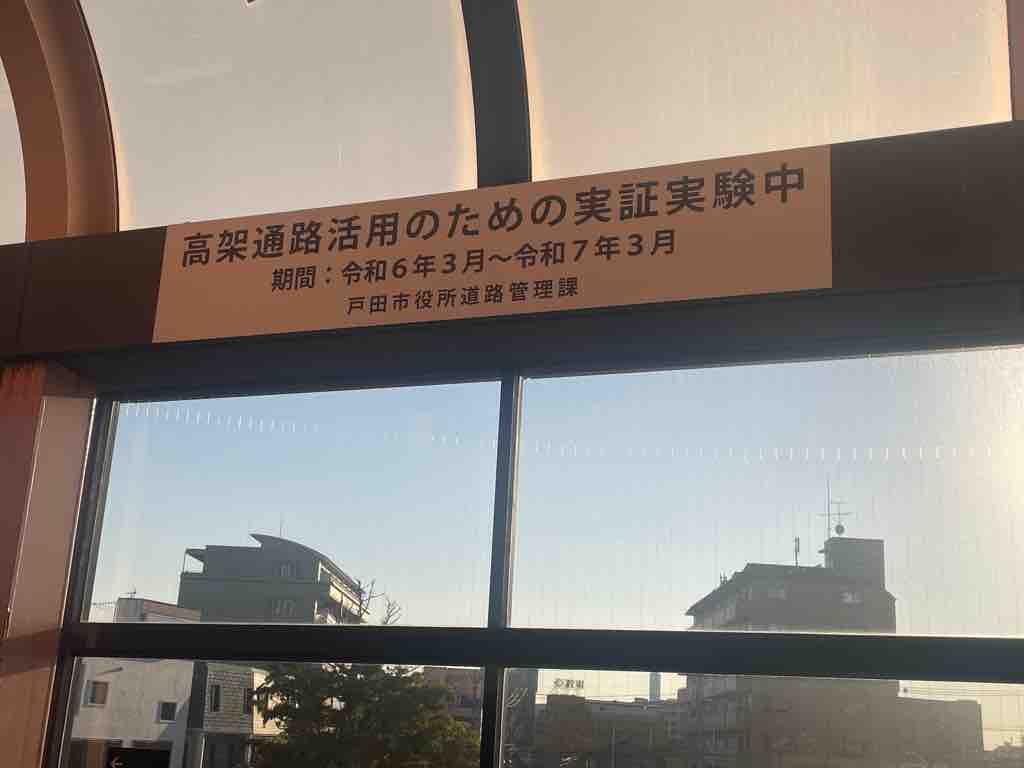 高架通路活用のための実証実験中
期間：令和６年３月～令和７年３月
戸田市役所道路管理課